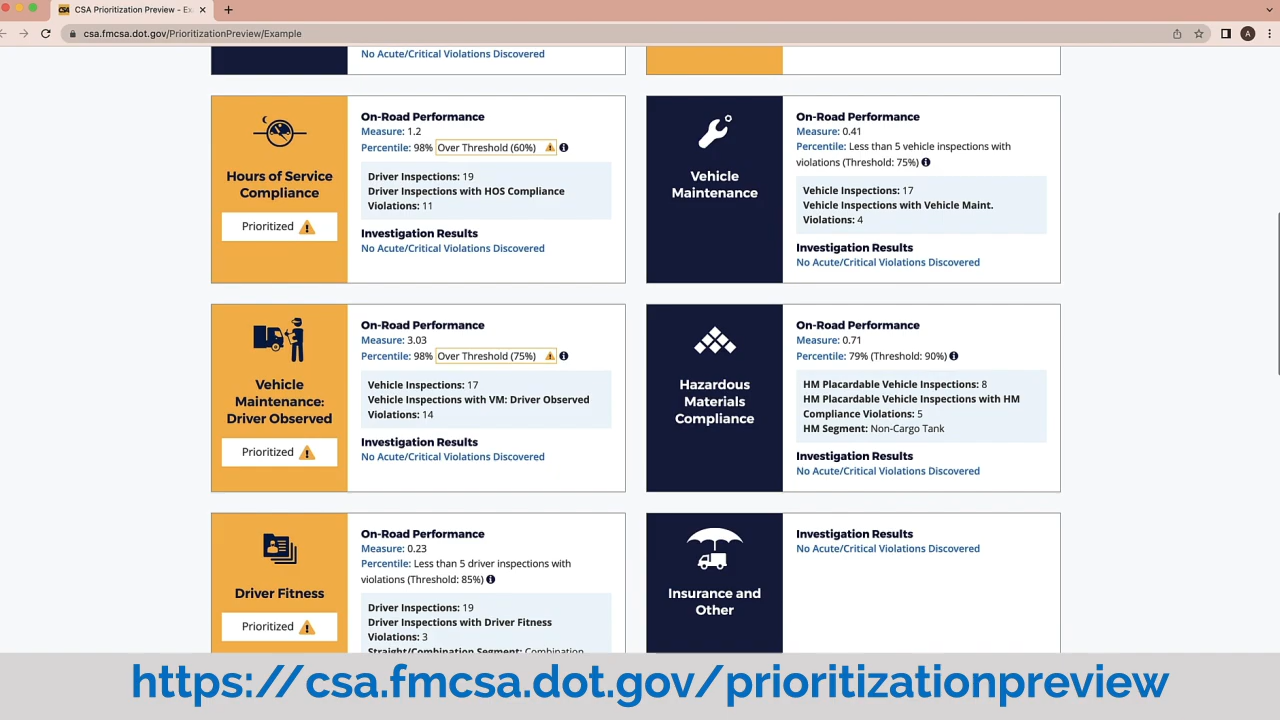 CSA
CSA Prioritization Preview - Ex
csa.fmcsa.dot.gov/PrioritizationPreview/Example
A
No Acute/Critical Violations Discovered
Hours of Service
Compliance
Prioritized
On-Road Performance
Measure: 1.2
Percentile: 98% Over Threshold (60%)
Driver Inspections: 19
Driver Inspections with HOS Compliance
Violations: 11
Investigation Results
No Acute/Critical Violations Discovered
Vehicle
Maintenance
On-Road Performance
Measure: 0.41
Percentile: Less than 5 vehicle inspections with
violations (Threshold: 75%)
Vehicle Inspections: 17
Vehicle Inspections with Vehicle Maint.
Violations: 4
Investigation Results
No Acute/Critical Violations Discovered
Vehicle
Maintenance:
Driver Observed
Prioritized
On-Road Performance
Measure: 3.03
Percentile: 98% Over Threshold (75%)
Vehicle Inspections: 17
Vehicle Inspections with VM: Driver Observed
Violations: 14
Investigation Results
No Acute/Critical Violations Discovered
Hazardous
Materials
Compliance
On-Road Performance
Measure: 0.71
Percentile: 79% (Threshold: 90%)
HM Placardable Vehicle Inspections: 8
HM Placardable Vehicle Inspections with HM
Compliance Violations: 5
HM Segment: Non-Cargo Tank
Investigation Results
No Acute/Critical Violations Discovered
Driver Fitness
Prioritized
On-Road Performance
Measure: 0.23
Percentile: Less than 5 driver inspections with
violations (Threshold: 85%)
Driver Inspections: 19
Driver Inspections with Driver Fitness
Violations: 3
Straight/Combination Segment: Combination
Insurance and
Other
Investigation Results
No Acute/Critical Violations Discovered
https://csa.fmcsa.dot.gov/prioritizationpreview